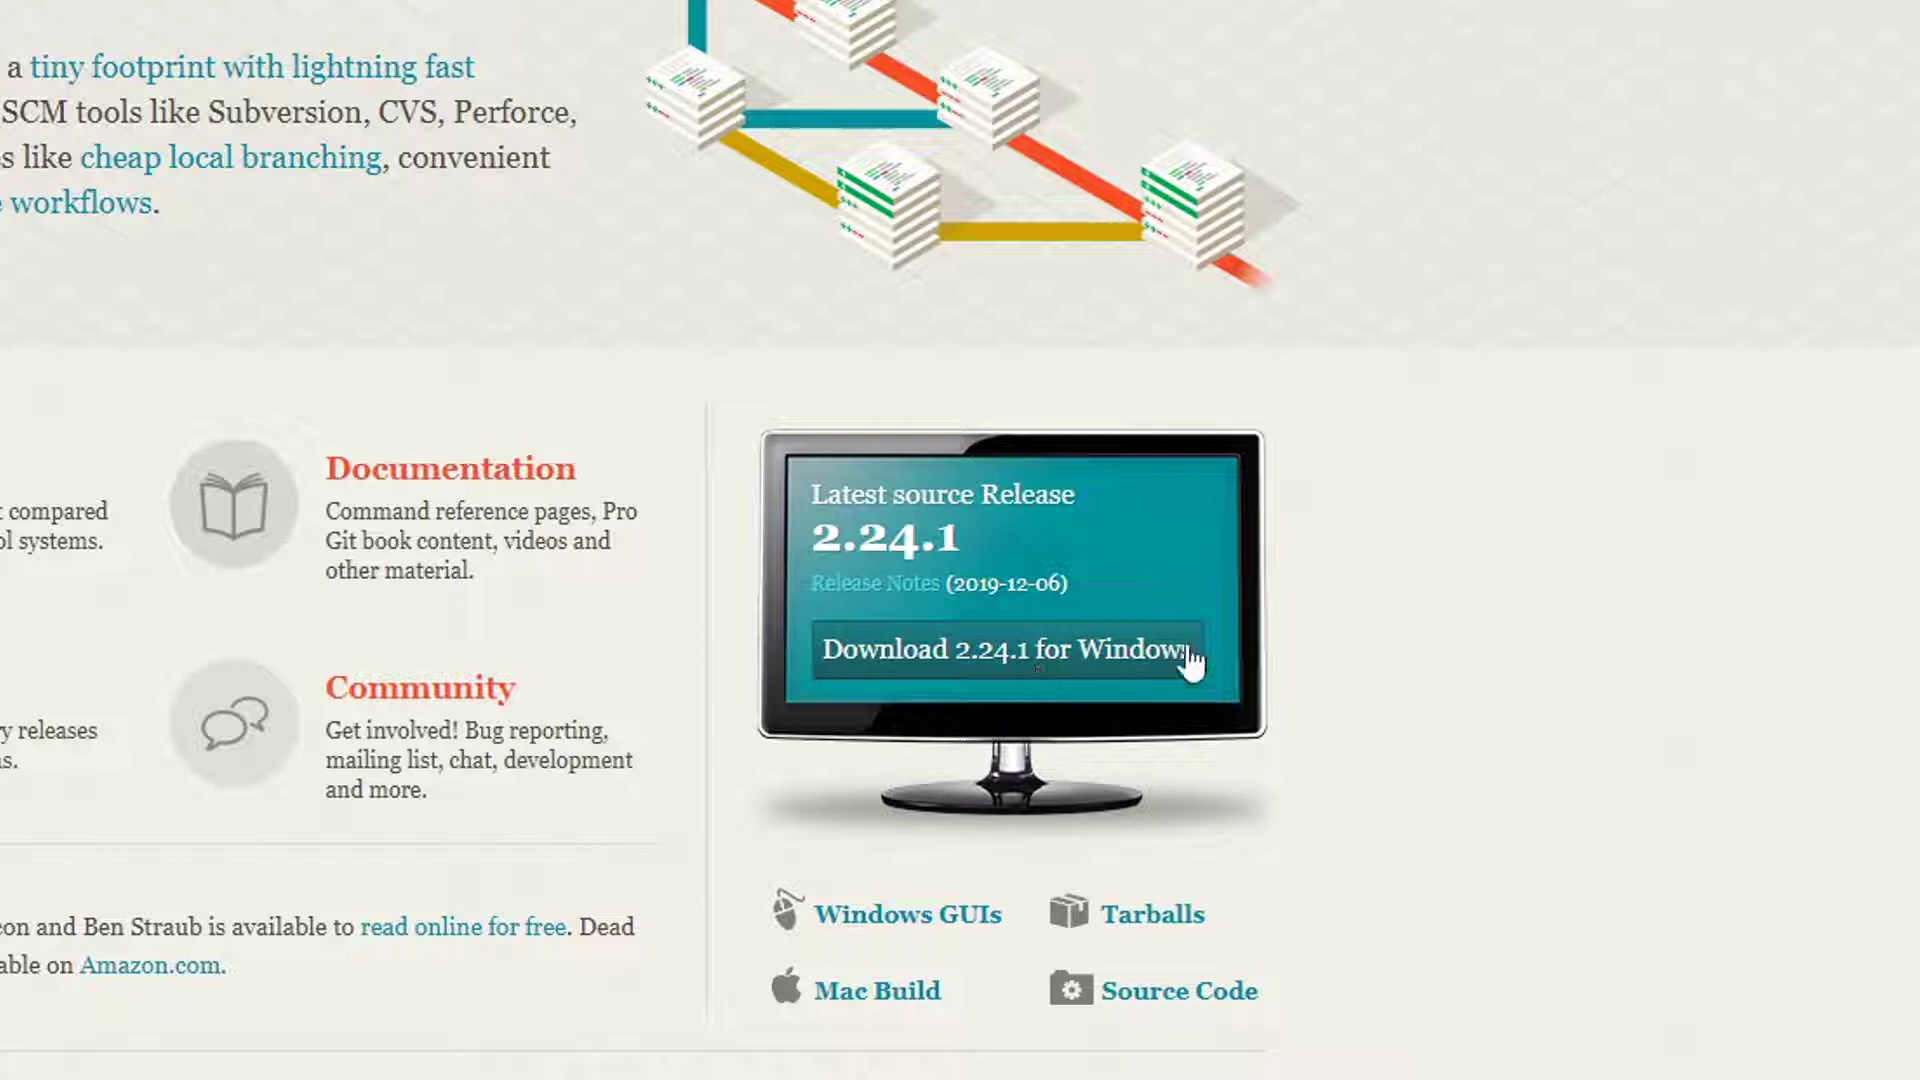 a tiny footprint with lightning fast
SCM tools like Subversion, CVS, Perforce,
s like cheap local branching, convenient
e workflows.
Documentation
t compared
ol systems.
Command reference pages, Pro
Git book content, videos and
other material.
Community
y releases
s.
Get involved! Bug reporting,
mailing list, chat, development
and more.
con and Ben Straub is available to read online for free. Dead
able on Amazon.com.
Latest source Release
2.24.1
Release Notes (2019-12-06)
Download 2.24.1 for Windows
Windows GUIs
Tarballs
Mac Build
Source Code